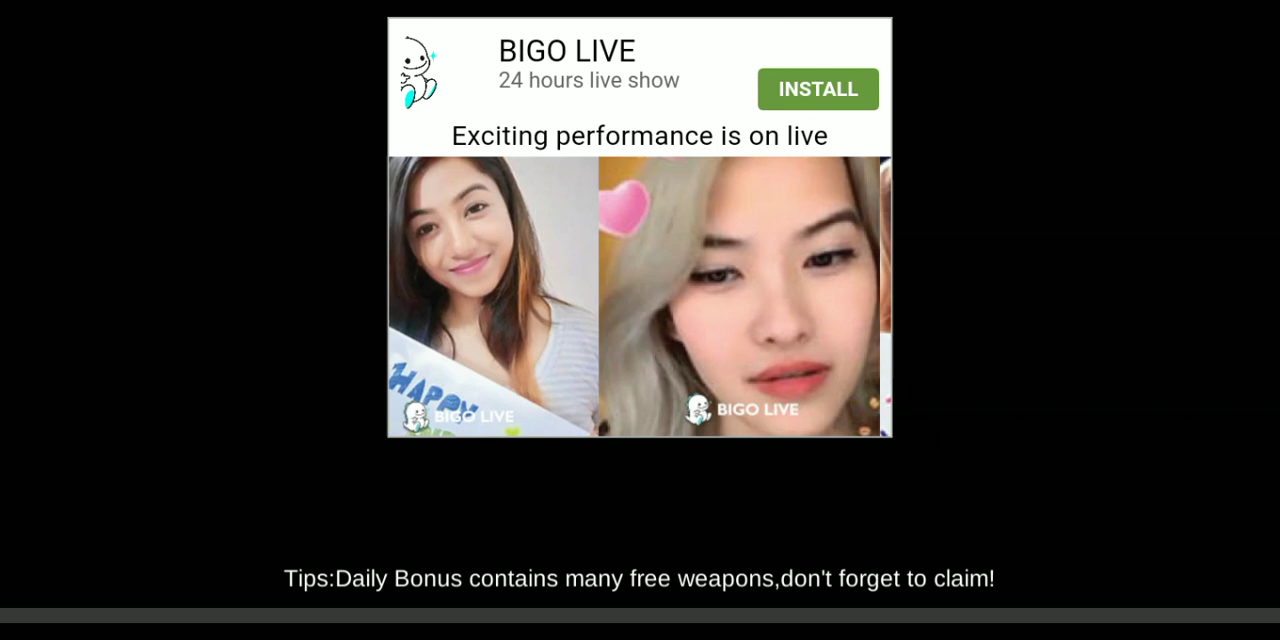 BIGO LIVE
24 hours live show
INSTALL
Exciting performance is on live
HAPPY
BIGO LIVE
BIGO LIVE
Tips:Daily Bonus contains many free weapons,don't forget to claim!